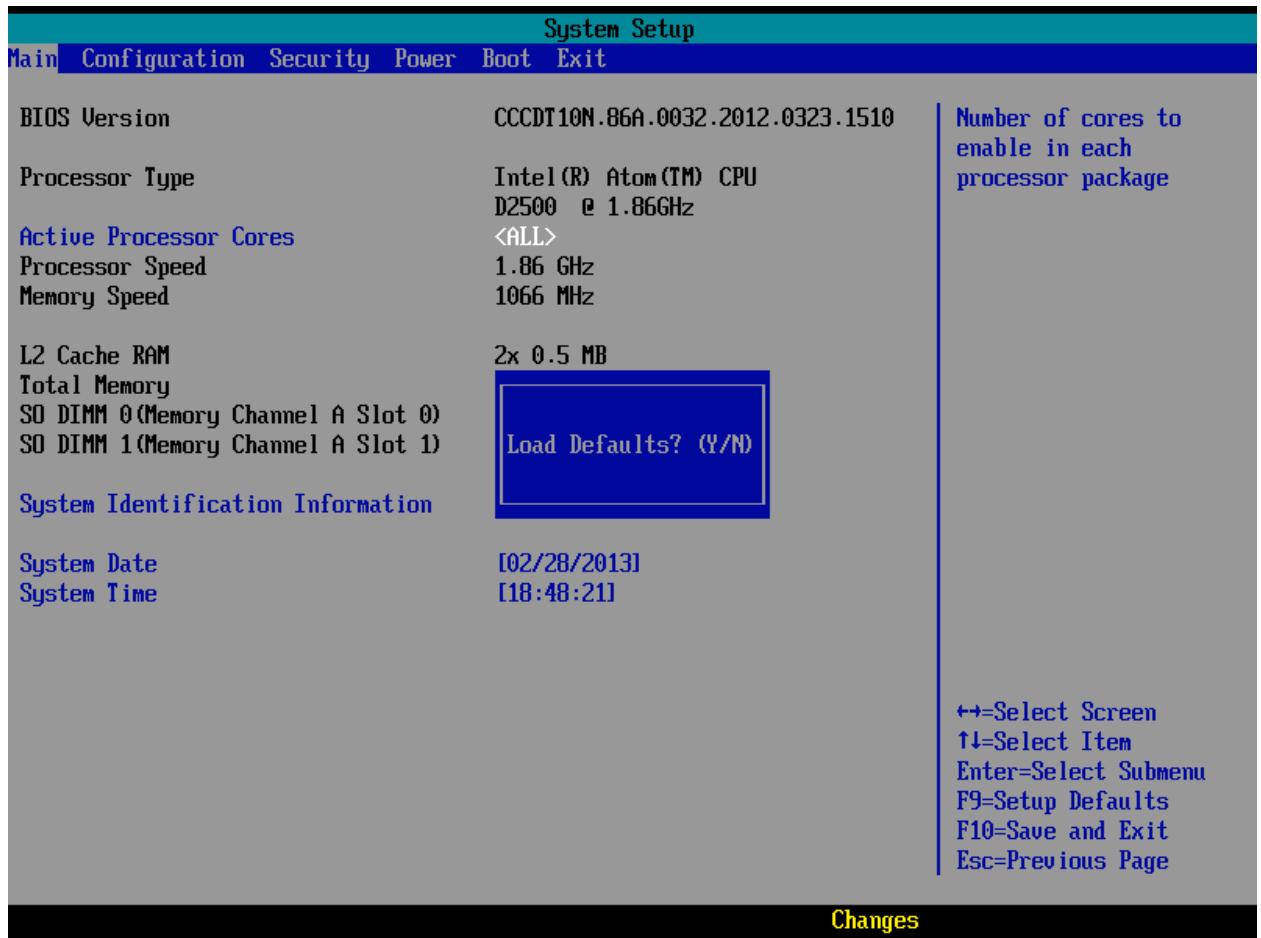 System Setup
Main Configuration Security Power Boot Exit
BIOS Version CCCDT10N.86A.0032.2012.0323.1510
Processor Type Intel(R) Atom(TM) CPU
D2500 @ 1.86GHz
Active Processor Cores <ALL>
Processor Speed 1.86 GHz
Memory Speed 1066 MHz
L2 Cache RAM 2x 0.5 MB
Total Memory
SO DIMM 0(Memory Channel A Slot 0)
SO DIMM 1(Memory Channel A Slot 1)
Load Defaults? (Y/N)
System Identification Information
System Date [02/28/2013]
System Time [18:48:21]
Number of cores to
enable in each
processor package
←→=Select Screen
↑↓=Select Item
Enter=Select Submenu
F9=Setup Defaults
F10=Save and Exit
Esc=Previous Page
Changes